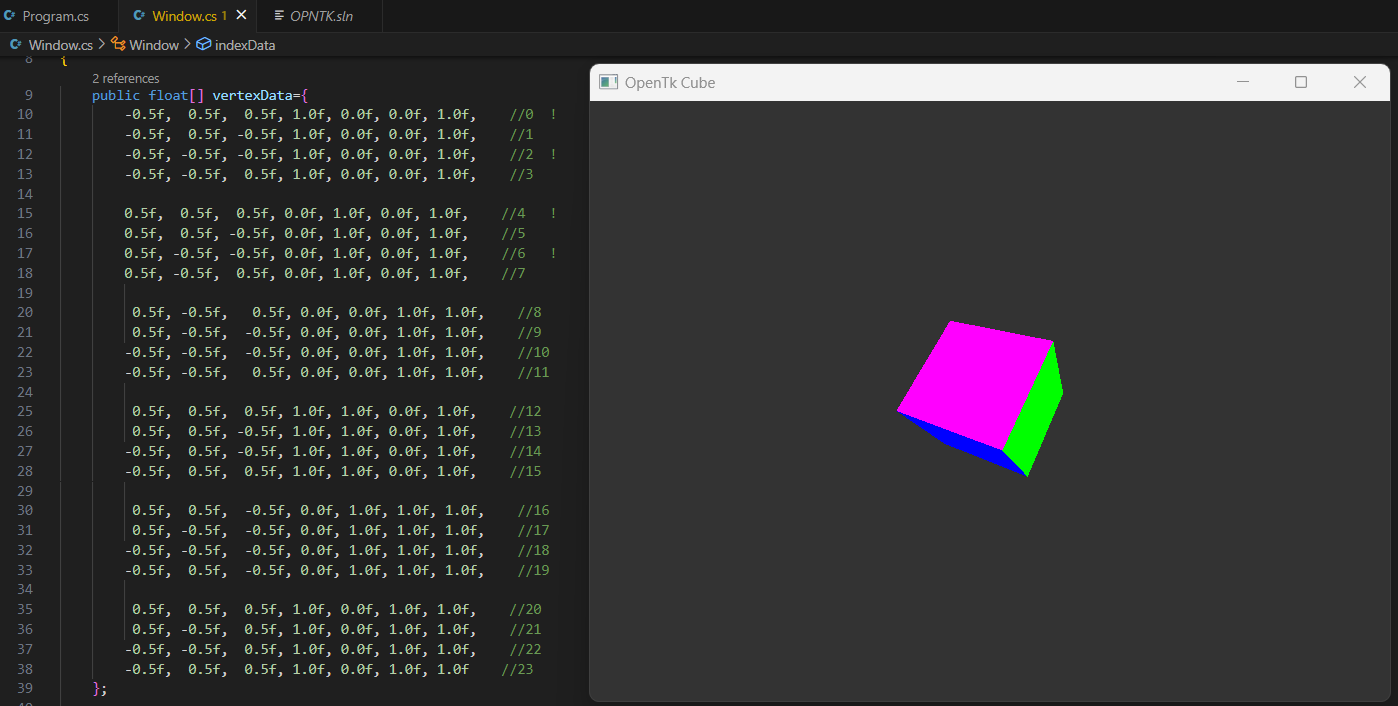 Program.cs
Window.cs 1
OPNTK.sln
Window.cs > Window > indexData
8 {
2 references
9 public float[] vertexData={
10 -0.5f, 0.5f, 0.5f, 1.0f, 0.0f, 0.0f, 1.0f, //0 !
11 -0.5f, 0.5f, -0.5f, 1.0f, 0.0f, 0.0f, 1.0f, //1
12 -0.5f, -0.5f, -0.5f, 1.0f, 0.0f, 0.0f, 1.0f, //2 !
13 -0.5f, -0.5f, 0.5f, 1.0f, 0.0f, 0.0f, 1.0f, //3
14
15 0.5f, 0.5f, 0.5f, 0.0f, 1.0f, 0.0f, 1.0f, //4 !
16 0.5f, 0.5f, -0.5f, 0.0f, 1.0f, 0.0f, 1.0f, //5
17 0.5f, -0.5f, -0.5f, 0.0f, 1.0f, 0.0f, 1.0f, //6 !
18 0.5f, -0.5f, 0.5f, 0.0f, 1.0f, 0.0f, 1.0f, //7
19
20 0.5f, -0.5f, 0.5f, 0.0f, 0.0f, 1.0f, 1.0f, //8
21 0.5f, -0.5f, -0.5f, 0.0f, 0.0f, 1.0f, 1.0f, //9
22 -0.5f, -0.5f, -0.5f, 0.0f, 0.0f, 1.0f, 1.0f, //10
23 -0.5f, -0.5f, 0.5f, 0.0f, 0.0f, 1.0f, 1.0f, //11
24
25 0.5f, 0.5f, 0.5f, 1.0f, 1.0f, 0.0f, 1.0f, //12
26 0.5f, 0.5f, -0.5f, 1.0f, 1.0f, 0.0f, 1.0f, //13
27 -0.5f, 0.5f, -0.5f, 1.0f, 1.0f, 0.0f, 1.0f, //14
28 -0.5f, 0.5f, 0.5f, 1.0f, 1.0f, 0.0f, 1.0f, //15
29
30 0.5f, 0.5f, -0.5f, 0.0f, 1.0f, 1.0f, 1.0f, //16
31 0.5f, -0.5f, -0.5f, 0.0f, 1.0f, 1.0f, 1.0f, //17
32 -0.5f, -0.5f, -0.5f, 0.0f, 1.0f, 1.0f, 1.0f, //18
33 -0.5f, 0.5f, -0.5f, 0.0f, 1.0f, 1.0f, 1.0f, //19
34
35 0.5f, 0.5f, 0.5f, 1.0f, 0.0f, 1.0f, 1.0f, //20
36 0.5f, -0.5f, 0.5f, 1.0f, 0.0f, 1.0f, 1.0f, //21
37 -0.5f, -0.5f, 0.5f, 1.0f, 0.0f, 1.0f, 1.0f, //22
38 -0.5f, 0.5f, 0.5f, 1.0f, 0.0f, 1.0f, 1.0f //23
39 };
OpenTk Cube